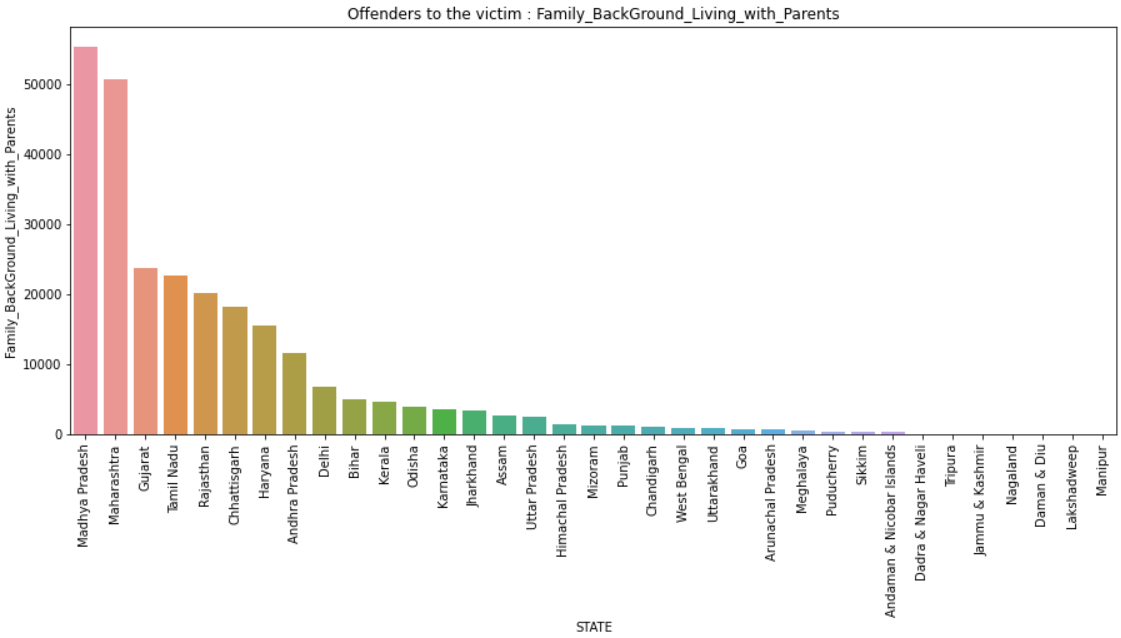 Offenders to the victim : Family_BackGround_Living_with_Parents
Family_BackGround_Living_with_Parents
50000
40000
30000
20000
10000
0
Madhya Pradesh
Maharashtra
Gujarat
Tamil Nadu
Rajasthan
Chhattisgarh
Haryana
Andhra Pradesh
Delhi
Bihar
Kerala
Odisha
Karnataka
Jharkhand
Assam
Uttar Pradesh
Himachal Pradesh
Mizoram
Punjab
Chandigarh
West Bengal
Uttarakhand
Goa
Arunachal Pradesh
Meghalaya
Puducherry
Sikkim
Andaman & Nicobar Islands
Dadra & Nagar Haveli
Tripura
Jammu & Kashmir
Nagaland
Daman & Diu
Lakshadweep
Manipur
STATE